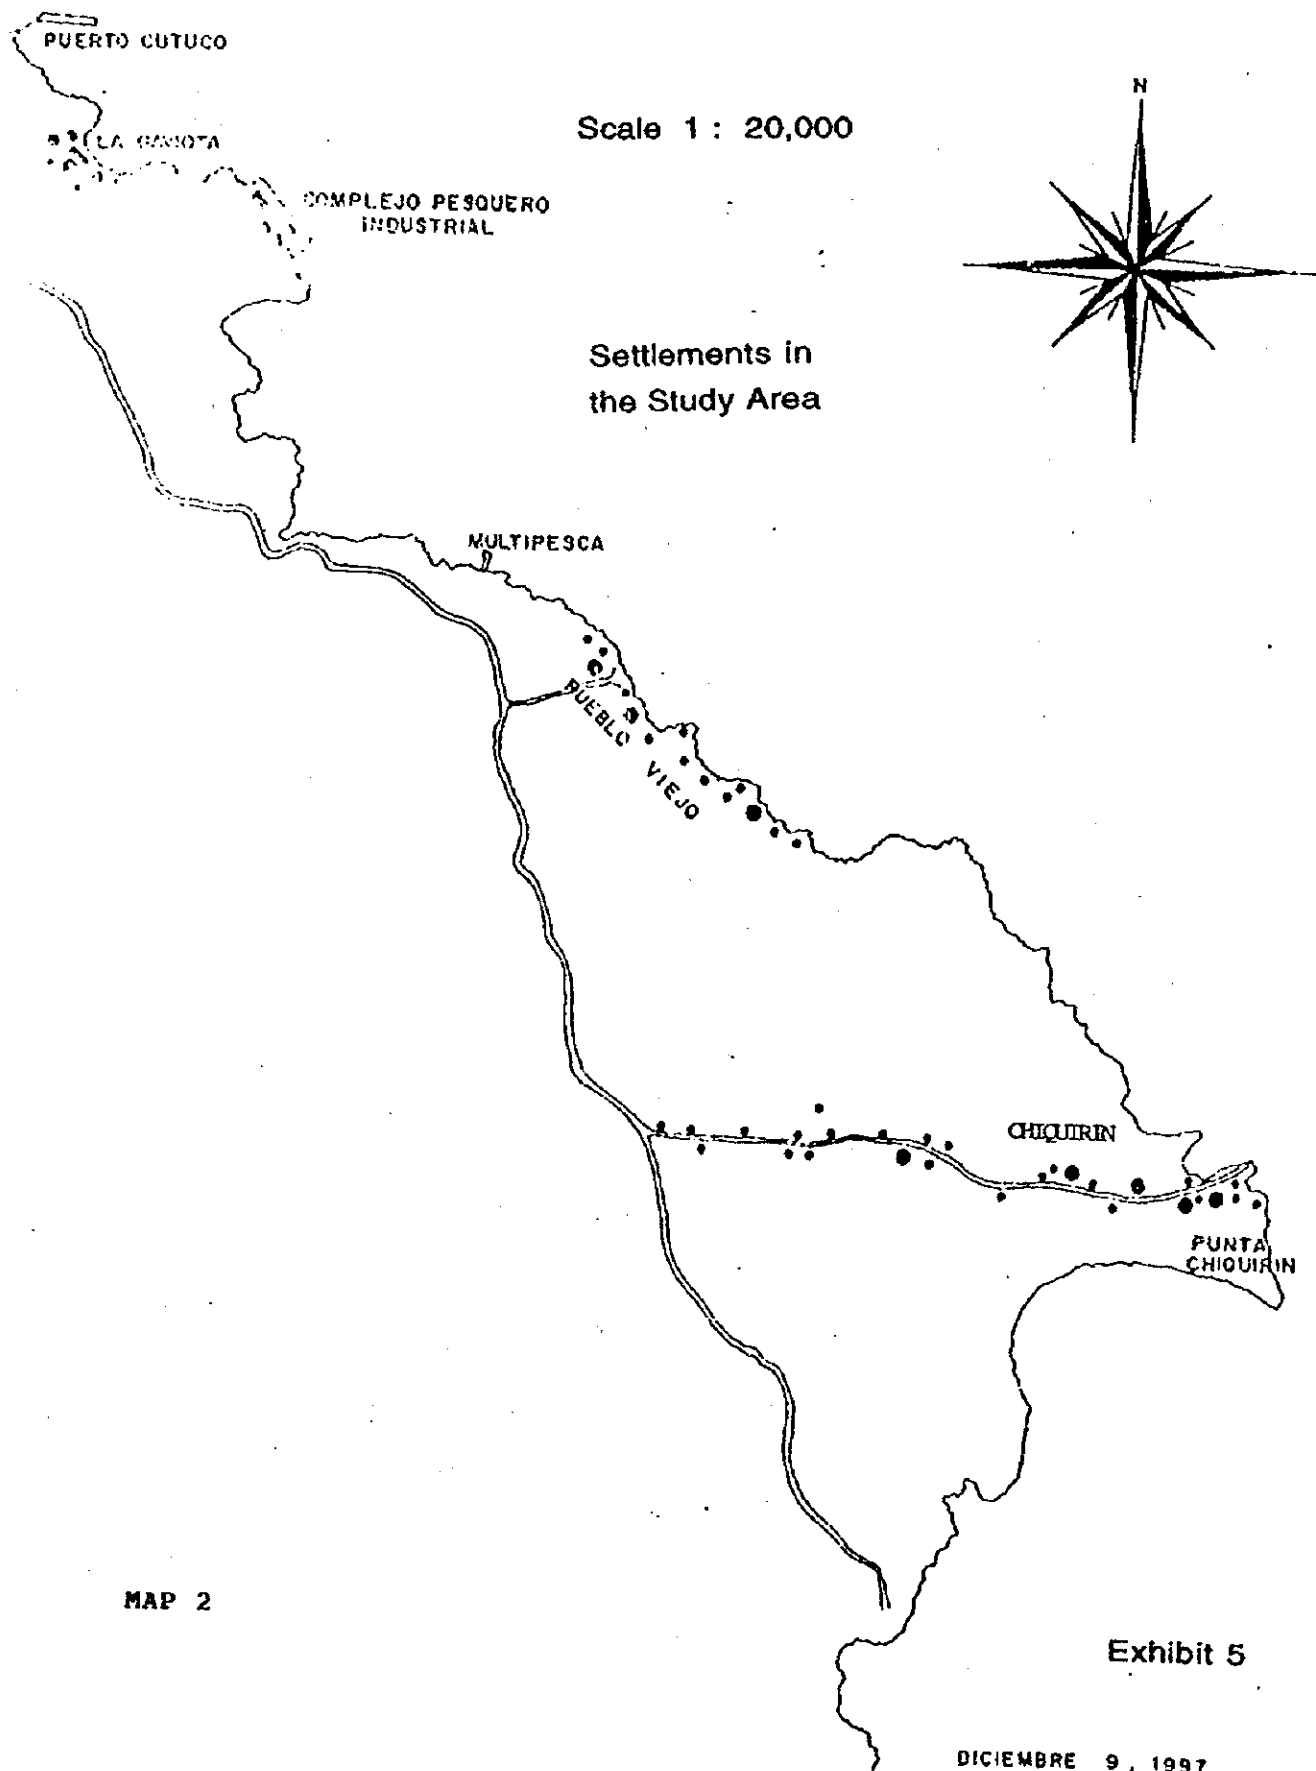 PUERTO CUTUCO
N
Scale 1 : 20,000
LA GAVIOTA
COMPLEJO PESQUERO
INDUSTRIAL
Settlements in
the Study Area
MULTIPESCA
PUEBLO VIEJO
CHIQUIRIN
PUNTA
CHIQUIRIN
MAP 2
Exhibit 5
DICIEMBRE 9, 1997